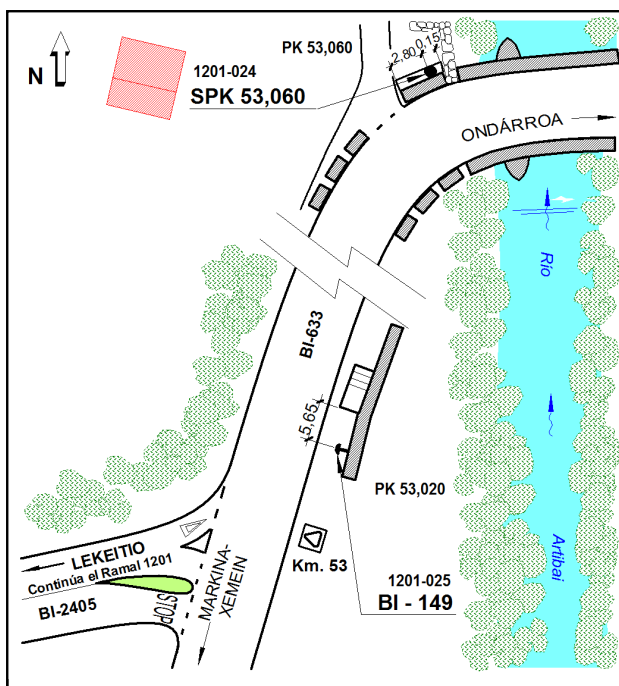 PK 53,060
2,80
0,15
N
1201-024
SPK 53,060
ONDÁRROA
Río
BI-633
5,65
PK 53,020
LEKEITIO
Continúa el Ramal 1201
BI-2405
STOP
MARKINA-
XEMEIN
Km. 53
1201-025
BI - 149
Artibai